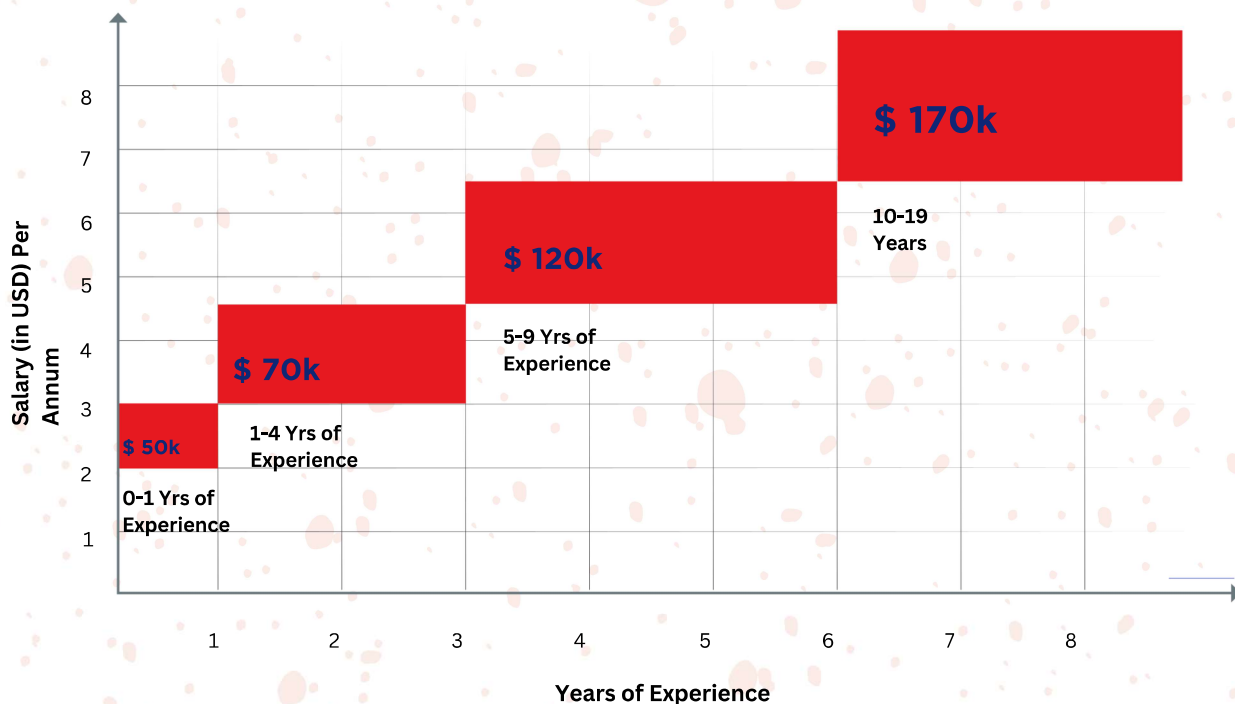 8
$ 170k
7
6
10-19
Years
$ 120k
5
5-9 Yrs of
Experience
4
$ 70k
3
1-4 Yrs of
Experience
$ 50k
2
0-1 Yrs of
Experience
1
Salary (in USD) Per
Annum
1 2 3 4 5 6 7 8
Years of Experience